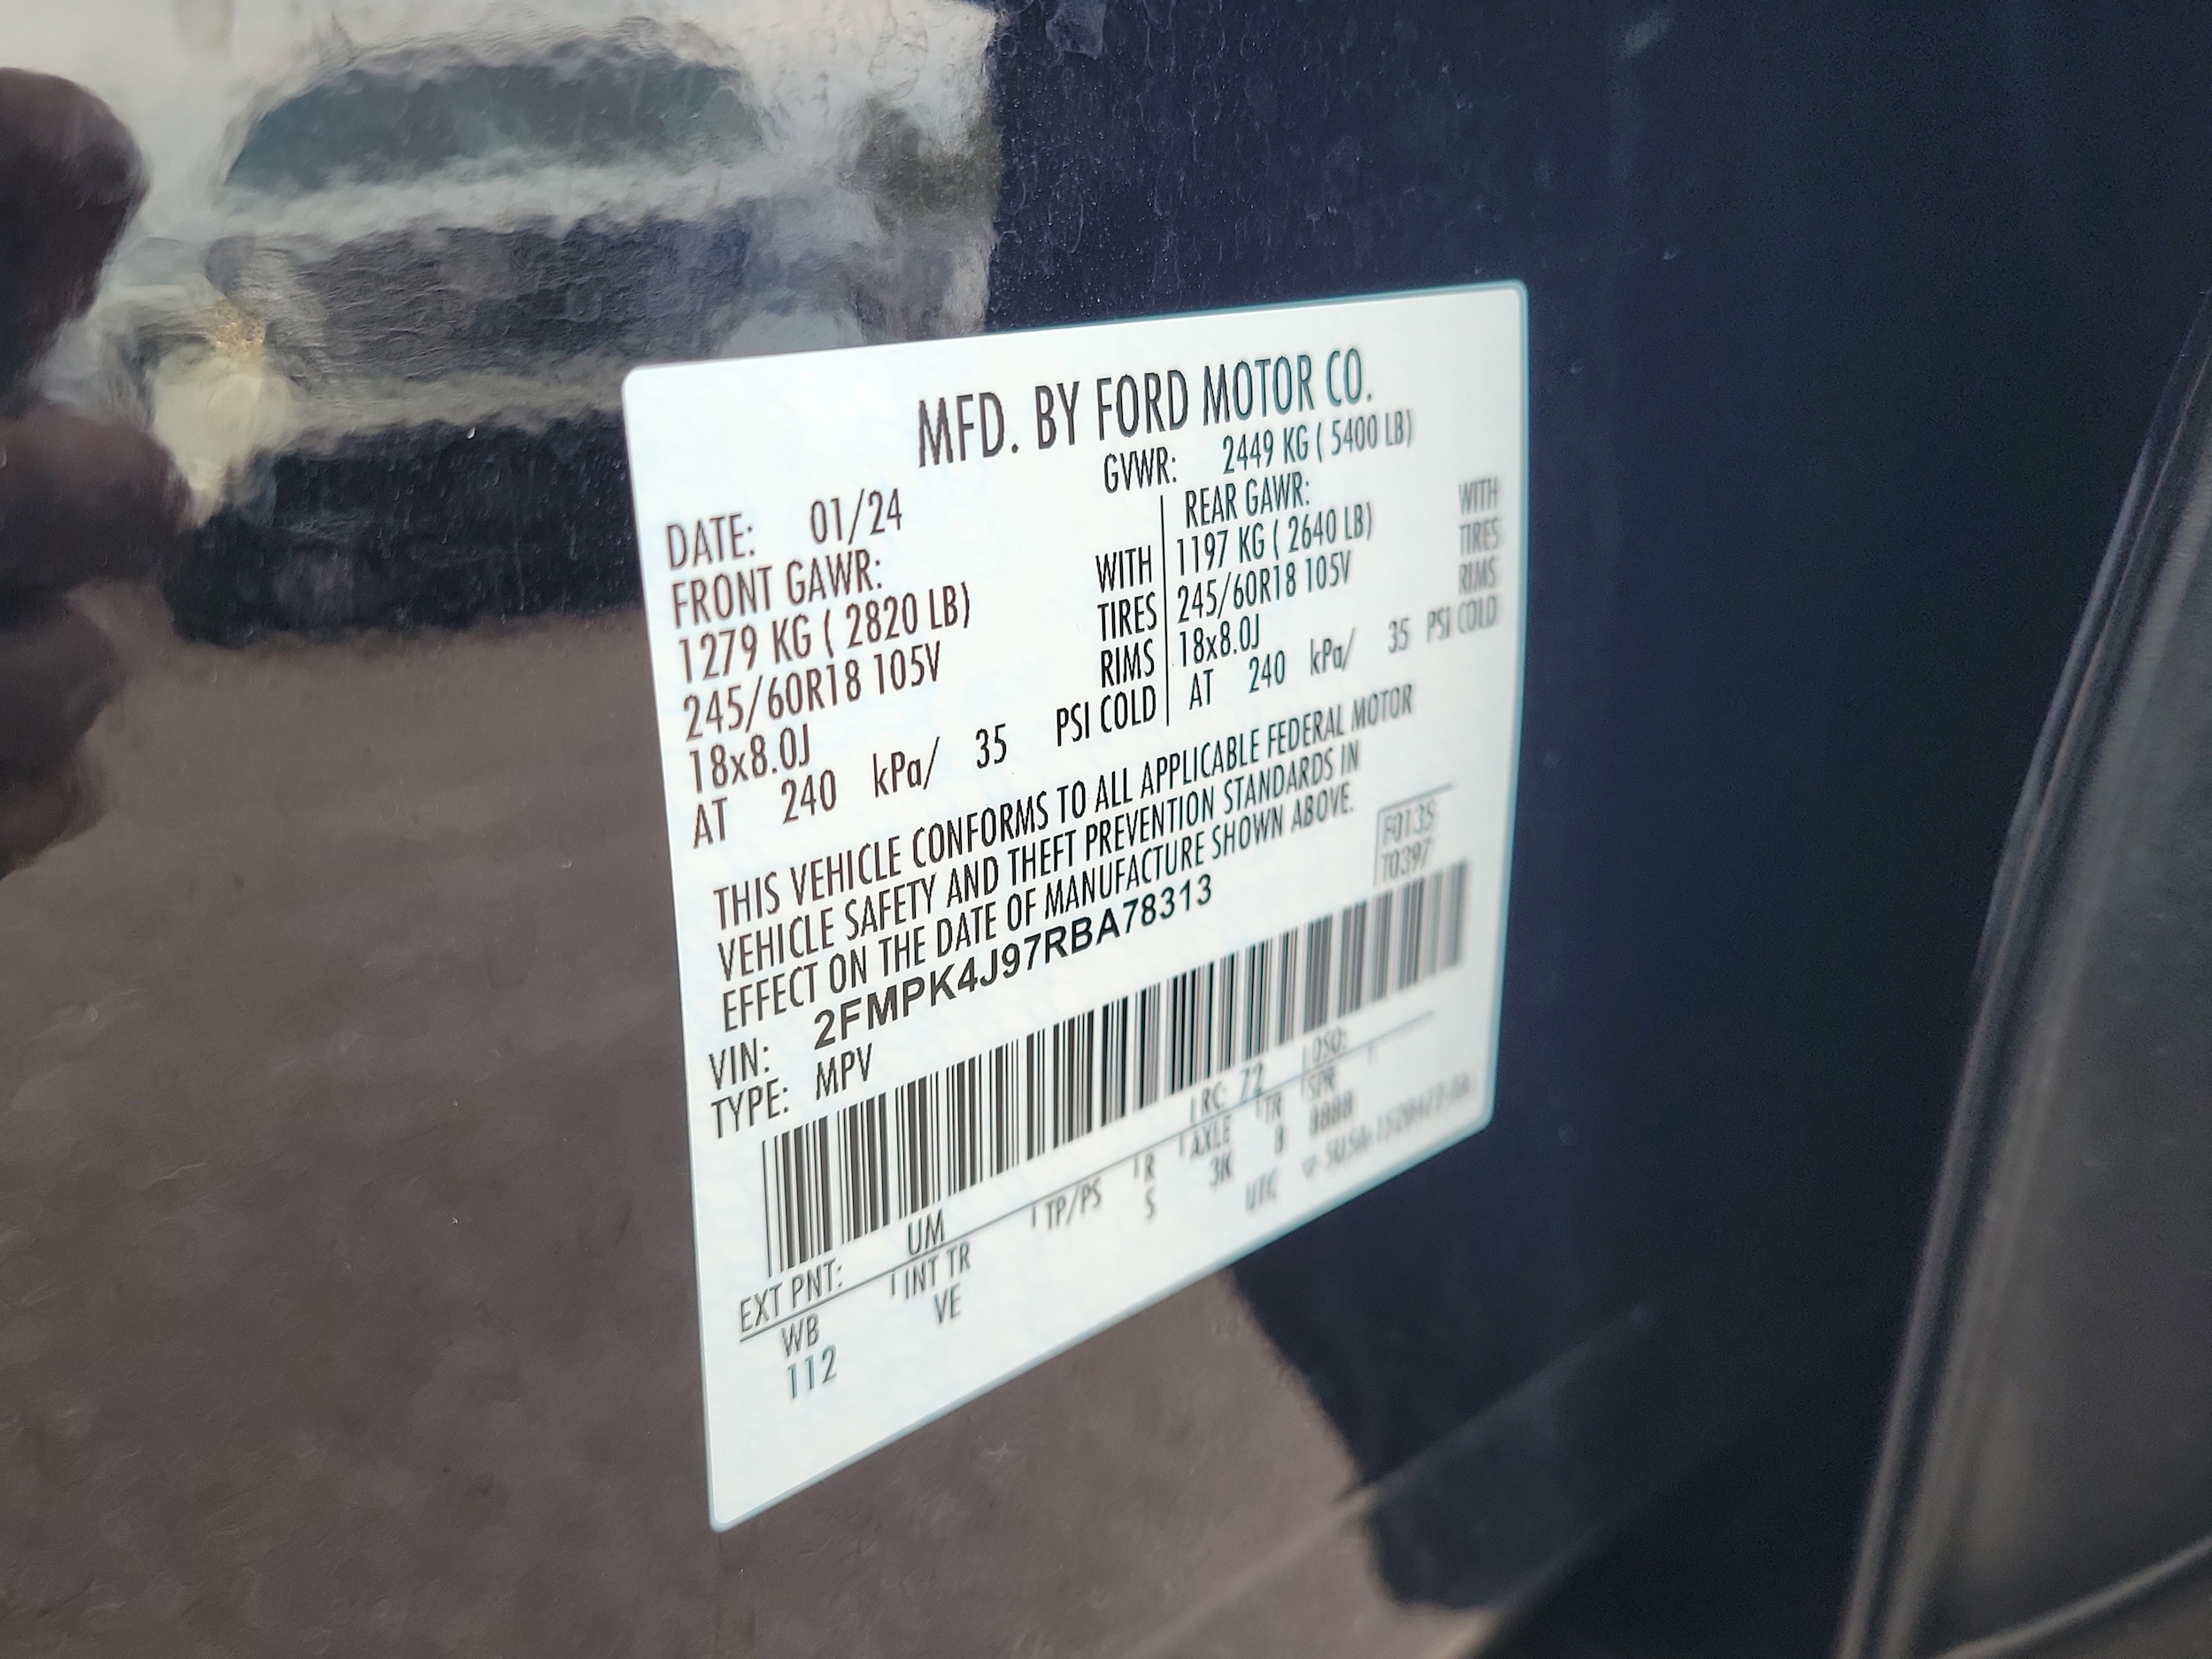 MFD. BY FORD MOTOR CO.
DATE: 01/24 GVWR: 2449 KG ( 5400 LB)
FRONT GAWR: REAR GAWR:
1279 KG ( 2820 LB) WITH 1197 KG ( 2640 LB) WITH
245/60R18 105V TIRES 245/60R18 105V TIRES
18x8.0J RIMS 18x8.0J RIMS
AT 240 kPa/ 35 PSI COLD AT 240 kPa/ 35 PSI COLD
THIS VEHICLE CONFORMS TO ALL APPLICABLE FEDERAL MOTOR
VEHICLE SAFETY AND THEFT PREVENTION STANDARDS IN
EFFECT ON THE DATE OF MANUFACTURE SHOWN ABOVE.
F0135
T0397
VIN: 2FMPK4J97RBA78313
TYPE: MPV
EXT PNT: UM RC: 72 DSO:
WB INT TR TP/PS R AXLE TR SPR
112 VE S 3K 8 8888
UTC